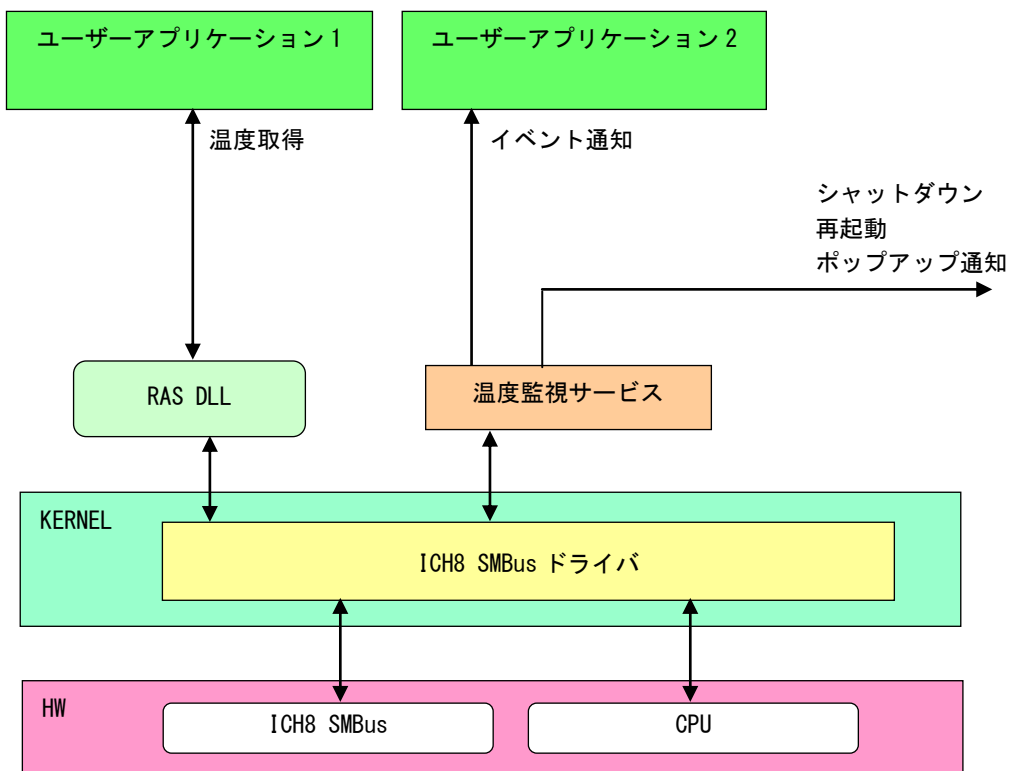 ユーザーアプリケーション1
ユーザーアプリケーション2
温度取得
イベント通知
シャットダウン
再起動
ポップアップ通知
RAS DLL
温度監視サービス
KERNEL
ICH8 SMBus ドライバ
HW
ICH8 SMBus
CPU